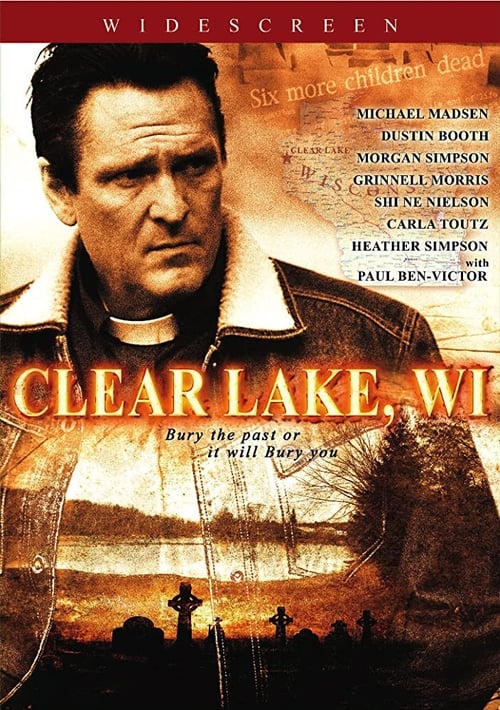 WIDESCREEN
Six more children dead
MICHAEL MADSEN
DUSTIN BOOTH
MORGAN SIMPSON
CLEAR LAKE
GRINNELL MORRIS
WISCONSIN
SHI NE NIELSON
CARLA TOUTZ
HEATHER SIMPSON
with
PAUL BEN-VICTOR
CLEAR LAKE, WI
Bury the past or
it will Bury you